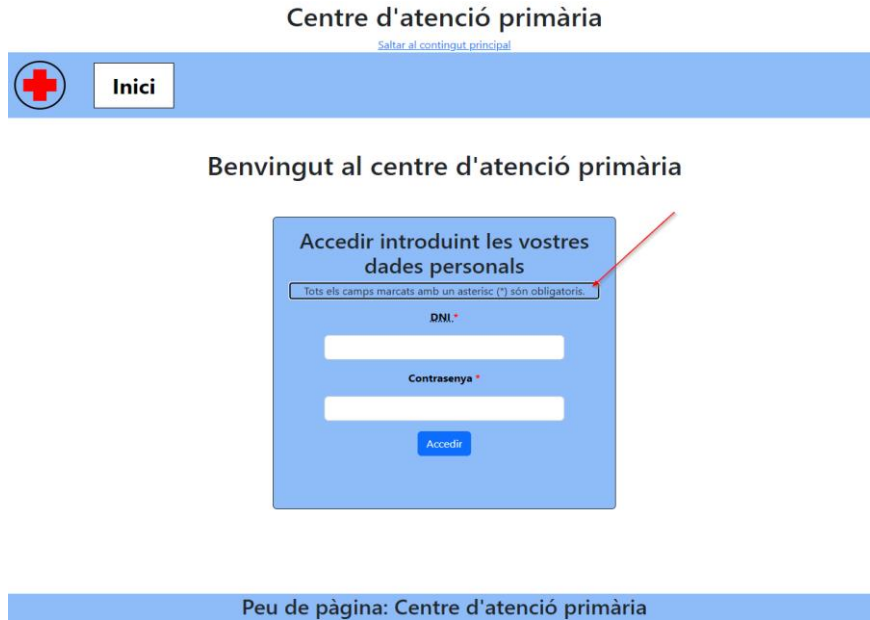 Centre d'atenció primària
Saltar al contingut principal
Inici
Benvingut al centre d'atenció primària
Accedir introduint les vostres
dades personals
Tots els camps marcats amb un asterisc (*) són obligatoris.
DNI *
Contrasenya *
Accedir
Peu de pàgina: Centre d'atenció primària